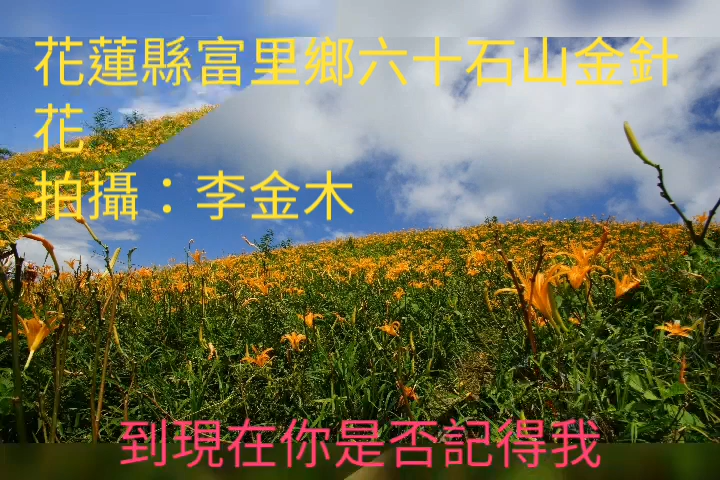 花蓮縣富里鄉六十石山金針
花
拍攝：李金木
到現在你是否記得我